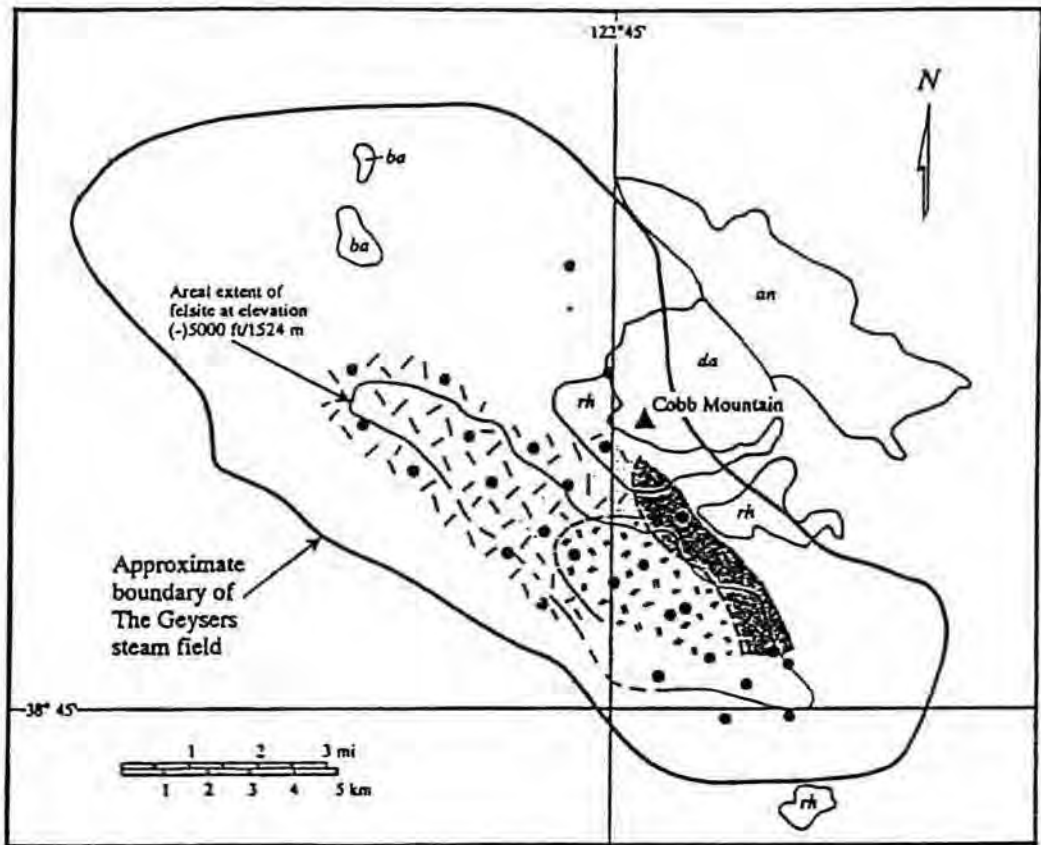 122° 45'
N
ba
ba
an
Areal extent of
felsite at elevation
(-)5000 ft/1524 m
da
rh
Cobb Mountain
rh
Approximate
boundary of
The Geysers
steam field
38° 45'
1 2 3 mi
1 2 3 4 5 km
rh